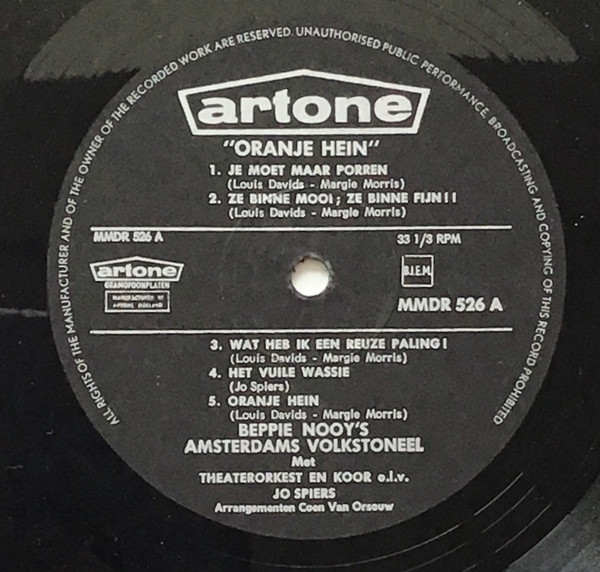 ALL RIGHTS OF THE MANUFACTURER AND OF THE OWNER OF THE RECORDED WORK ARE RESERVED. UNAUTHORISED PUBLIC PERFORMANCE, BROADCASTING AND COPYING OF THIS RECORD PROHIBITED
artone
"ORANJE HEIN"
1. JE MOET MAAR PORREN
(Louis Davids - Margie Morris)
2. ZE BINNE MOOI; ZE BINNE FIJN!!
(Louis Davids - Margie Morris)
MMDR 526 A
33 1/3 RPM
artone
GRAMOFOONPLATEN
MANUFACTURED BY
ARTONE HOLLAND
B.I.E.M.
MMDR 526 A
3. WAT HEB IK EEN REUZE PALING!
(Louis Davids - Margie Morris)
4. HET VUILE WASSIE
(Jo Spiers)
5. ORANJE HEIN
(Louis Davids - Margie Morris)
BEPPIE NOOY'S
AMSTERDAMS VOLKSTONEEL
Met
THEATERORKEST EN KOOR o.l.v.
JO SPIERS
Arrangementen Coen Van Orsouw